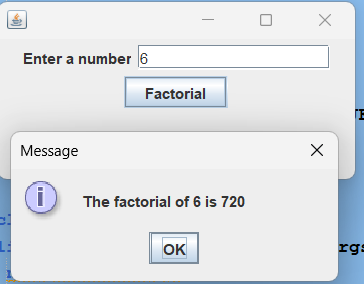 Enter a number 6
Factorial
Message
The factorial of 6 is 720
OK